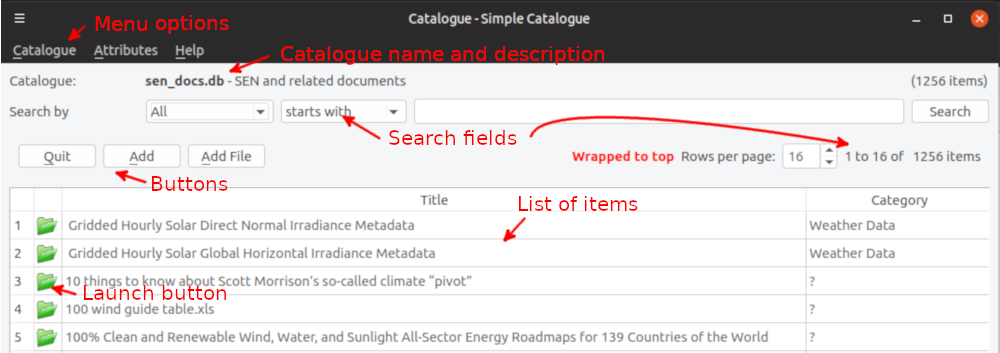 Catalogue - Simple Catalogue
Menu options
Catalogue Attributes Help
Catalogue name and description
Catalogue: sen_docs.db - SEN and related documents (1256 items)
Search by All starts with Search
Search fields
Quit Add Add File Wrapped to top Rows per page: 16 1 to 16 of 1256 items
Buttons
Title Category
List of items
1 Gridded Hourly Solar Direct Normal Irradiance Metadata Weather Data
2 Gridded Hourly Solar Global Horizontal Irradiance Metadata Weather Data
3 10 things to know about Scott Morrison’s so-called climate “pivot” ?
Launch button
4 100 wind guide table.xls ?
5 100% Clean and Renewable Wind, Water, and Sunlight All-Sector Energy Roadmaps for 139 Countries of the World ?